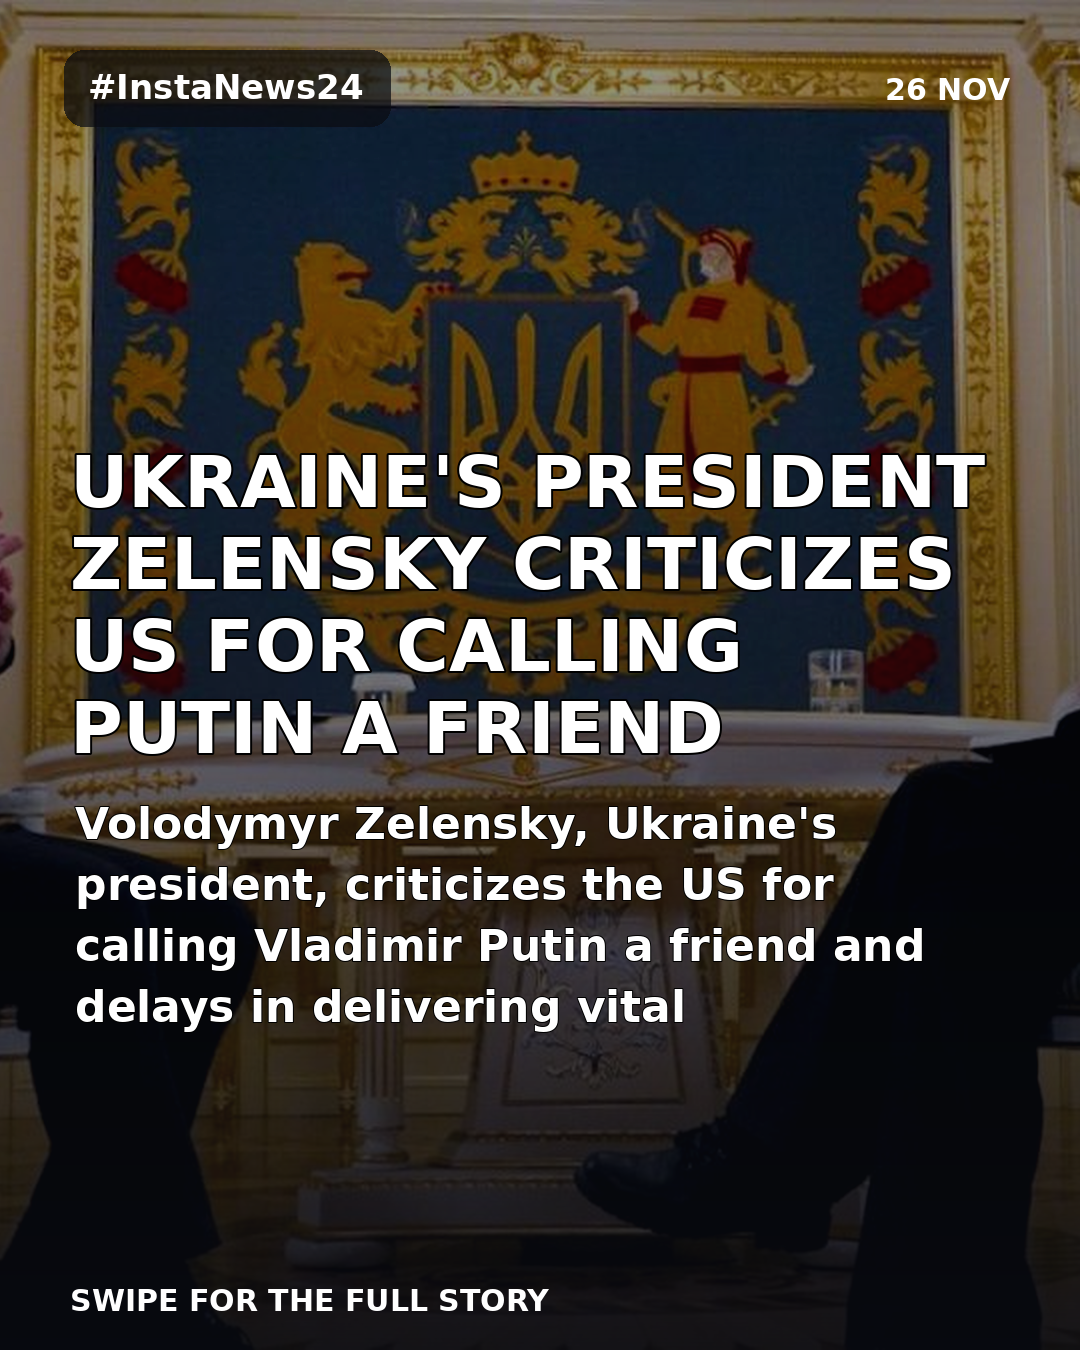 #InstaNews24
26 NOV
UKRAINE'S PRESIDENT
ZELENSKY CRITICIZES
US FOR CALLING
PUTIN A FRIEND
Volodymyr Zelensky, Ukraine's
president, criticizes the US for
calling Vladimir Putin a friend and
delays in delivering vital
SWIPE FOR THE FULL STORY